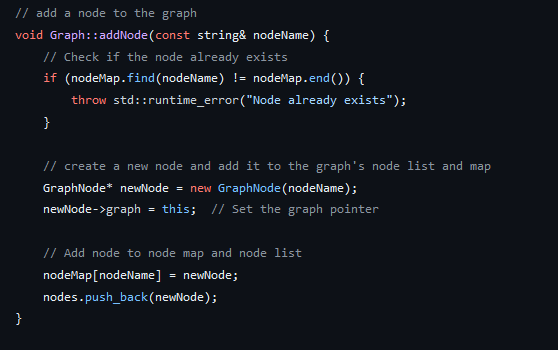 // add a node to the graph
void Graph::addNode(const string& nodeName) {
    // Check if the node already exists
    if (nodeMap.find(nodeName) != nodeMap.end()) {
        throw std::runtime_error("Node already exists");
    }

    // create a new node and add it to the graph's node list and map
    GraphNode* newNode = new GraphNode(nodeName);
    newNode->graph = this;  // Set the graph pointer

    // Add node to node map and node list
    nodeMap[nodeName] = newNode;
    nodes.push_back(newNode);
}